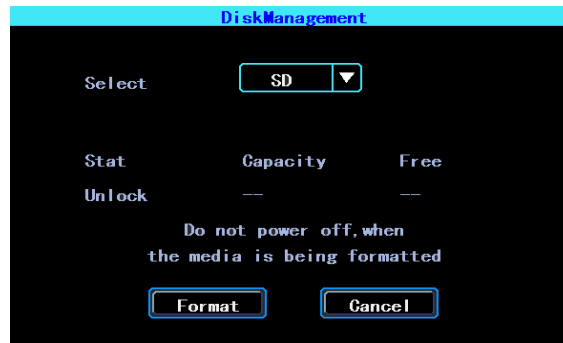 DiskManagement
Select SD
Stat Capacity Free
Unlock -- --
Do not power off,when
the media is being formatted
Format Cancel